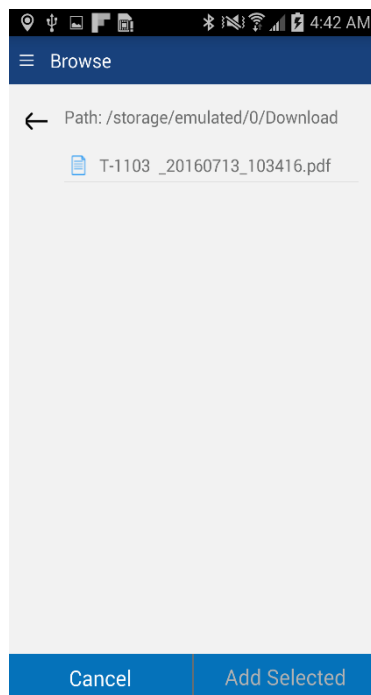 4:42 AM
Browse
Path: /storage/emulated/0/Download
T-1103 _20160713_103416.pdf
Cancel
Add Selected